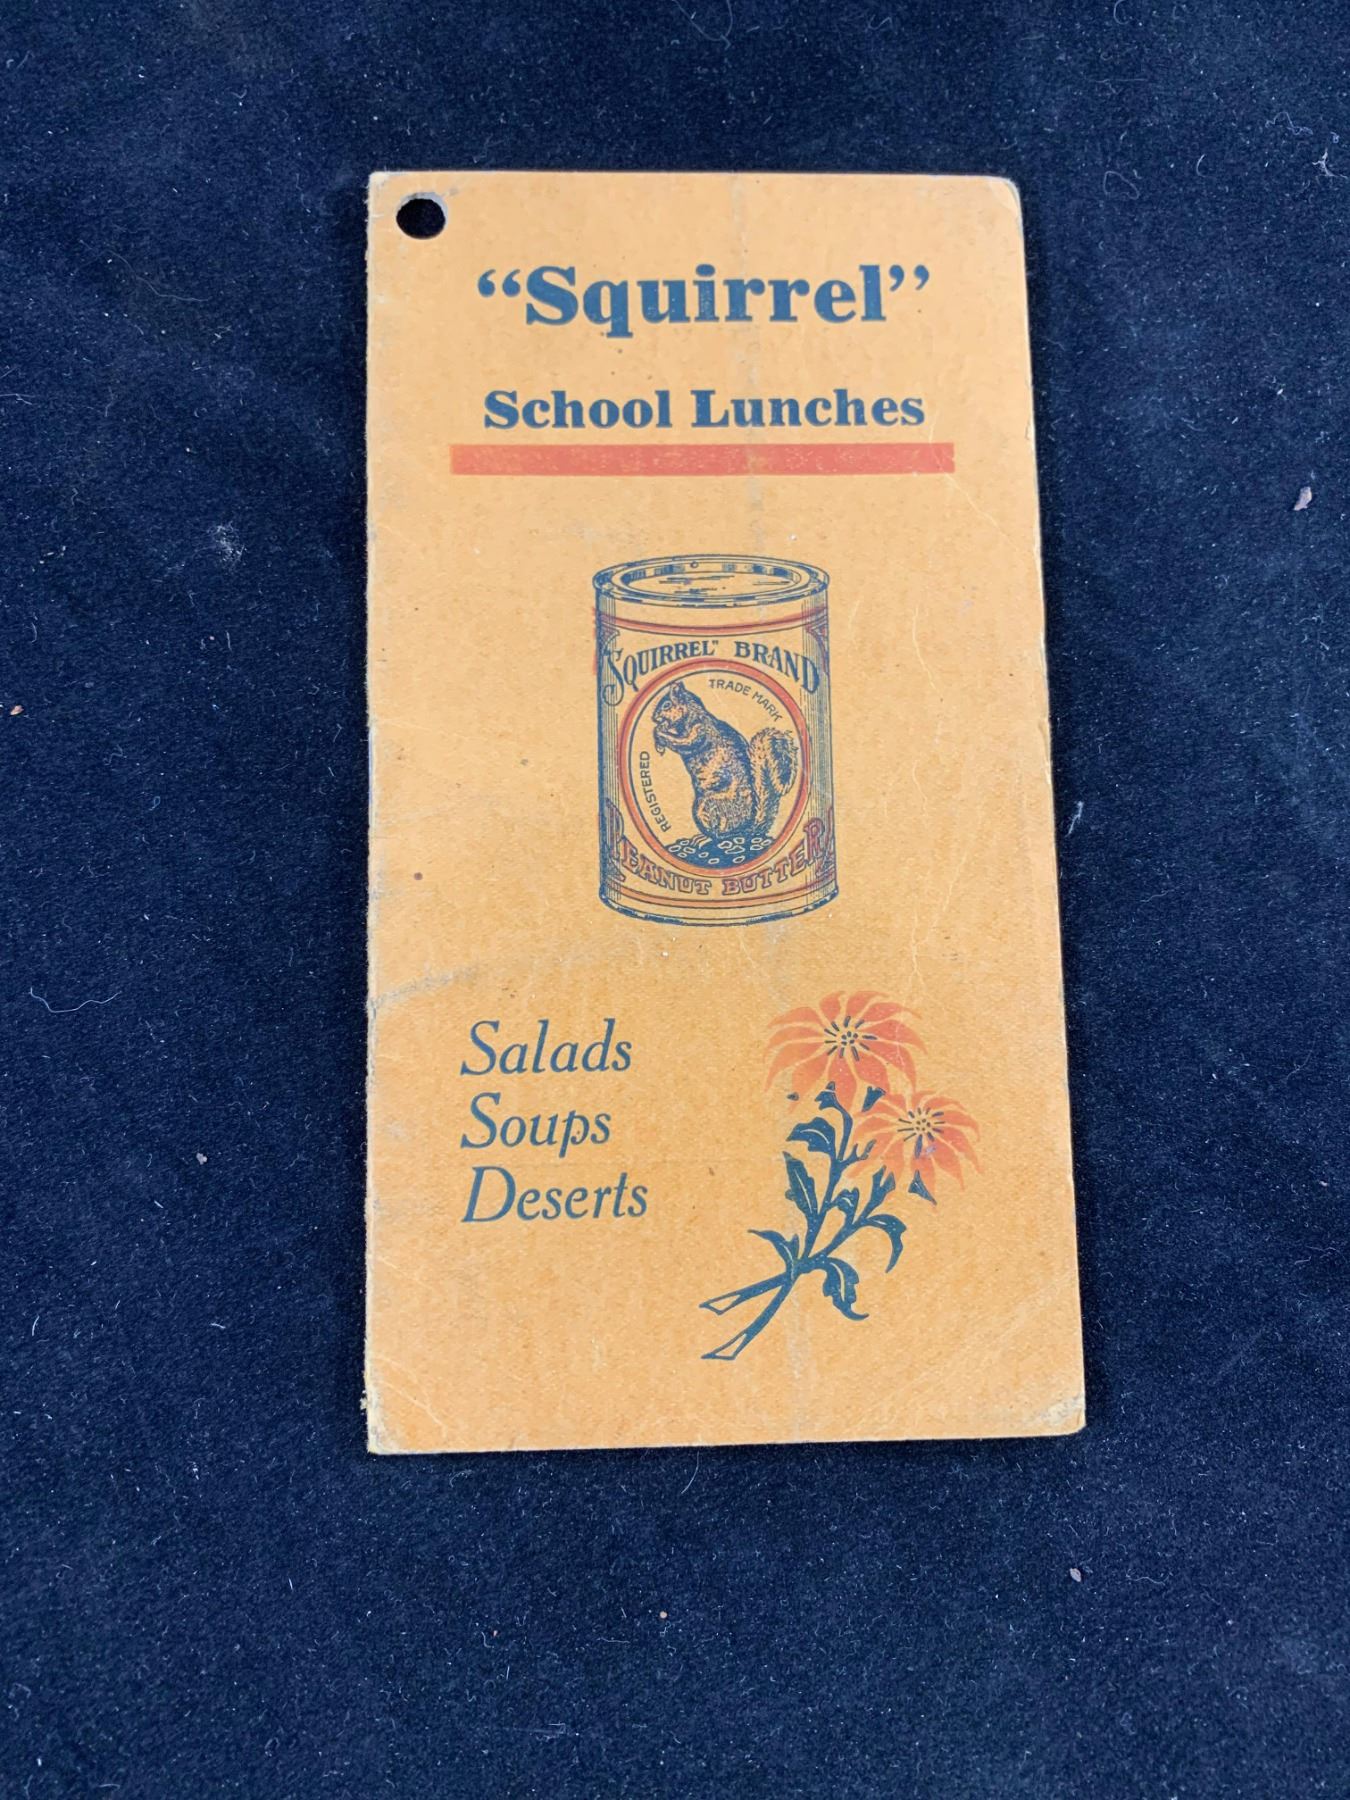 “Squirrel”
School Lunches
"SQUIRREL" BRAND
TRADE MARK
REGISTERED
PEANUT BUTTER
Salads
Soups
Deserts